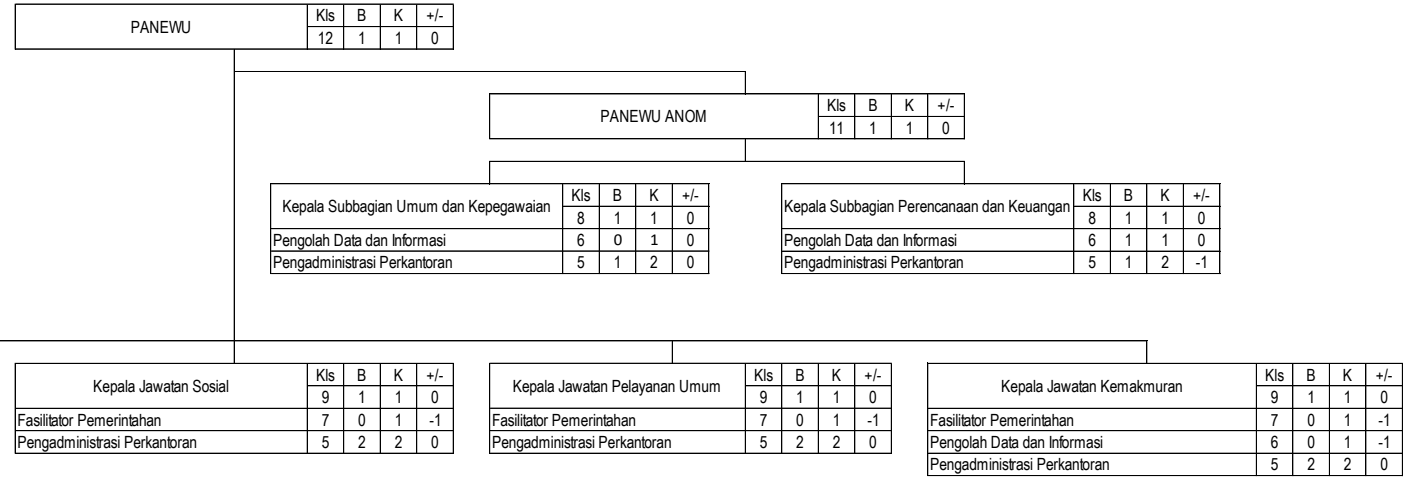 PANEWU Kls B K +/-
12 1 1 0
PANEWU ANOM Kls B K +/-
11 1 1 0
Kepala Subbagian Umum dan Kepegawaian Kls B K +/-
8 1 1 0
Pengolah Data dan Informasi 6 0 1 0
Pengadministrasi Perkantoran 5 1 2 0
Kepala Subbagian Perencanaan dan Keuangan Kls B K +/-
8 1 1 0
Pengolah Data dan Informasi 6 1 1 0
Pengadministrasi Perkantoran 5 1 2 -1
Kepala Jawatan Sosial Kls B K +/-
9 1 1 0
Fasilitator Pemerintahan 7 0 1 -1
Pengadministrasi Perkantoran 5 2 2 0
Kepala Jawatan Pelayanan Umum Kls B K +/-
9 1 1 0
Fasilitator Pemerintahan 7 0 1 -1
Pengadministrasi Perkantoran 5 2 2 0
Kepala Jawatan Kemakmuran Kls B K +/-
9 1 1 0
Fasilitator Pemerintahan 7 0 1 -1
Pengolah Data dan Informasi 6 0 1 -1
Pengadministrasi Perkantoran 5 2 2 0